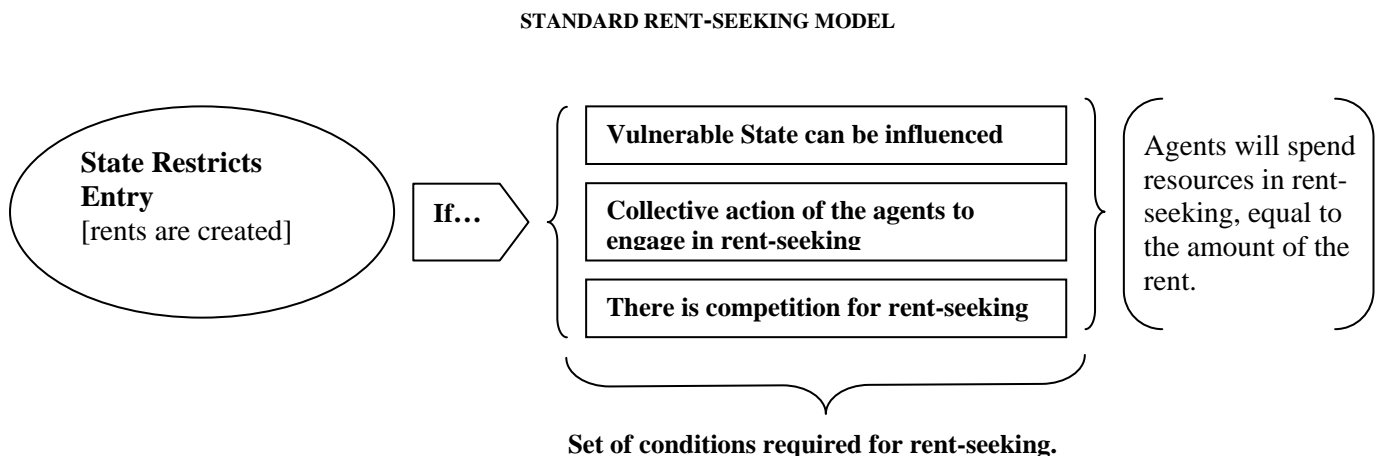 STANDARD RENT-SEEKING MODEL
State Restricts
Entry
[rents are created]
If…
Vulnerable State can be influenced
Collective action of the agents to
engage in rent-seeking
There is competition for rent-seeking
Agents will spend
resources in rent-
seeking, equal to
the amount of the
rent.
Set of conditions required for rent-seeking.